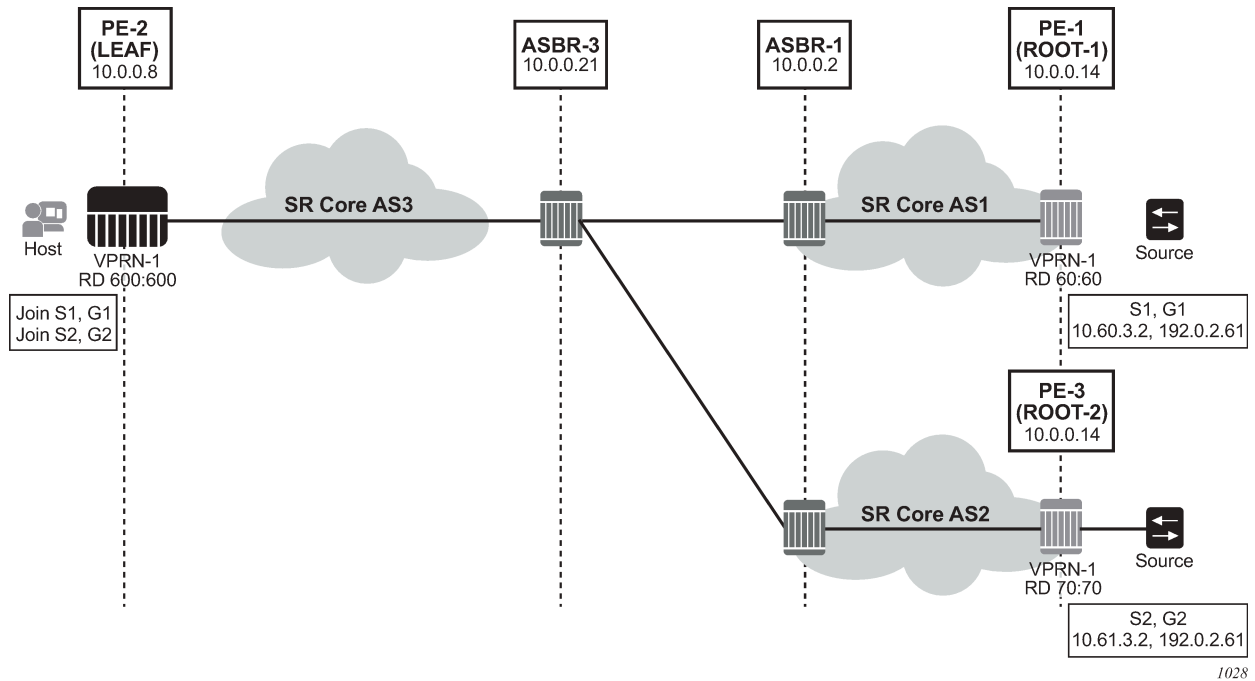 PE-2
(LEAF)
10.0.0.8
ASBR-3
10.0.0.21
ASBR-1
10.0.0.2
PE-1
(ROOT-1)
10.0.0.14
Host
VPRN-1
RD 600:600
Join S1, G1
Join S2, G2
SR Core AS3
SR Core AS1
VPRN-1
RD 60:60
Source
S1, G1
10.60.3.2, 192.0.2.61
PE-3
(ROOT-2)
10.0.0.14
SR Core AS2
VPRN-1
RD 70:70
Source
S2, G2
10.61.3.2, 192.0.2.61
1028